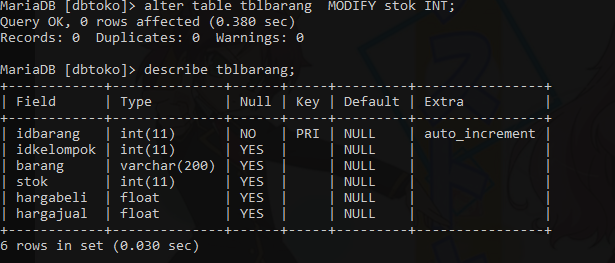 MariaDB [dbtoko]> alter table tblbarang  MODIFY stok INT;
Query OK, 0 rows affected (0.380 sec)
Records: 0  Duplicates: 0  Warnings: 0

MariaDB [dbtoko]> describe tblbarang;
+------------+--------------+------+-----+---------+----------------+
| Field      | Type         | Null | Key | Default | Extra          |
+------------+--------------+------+-----+---------+----------------+
| idbarang   | int(11)      | NO   | PRI | NULL    | auto_increment |
| idkelompok | int(11)      | YES  |     | NULL    |                |
| barang     | varchar(200) | YES  |     | NULL    |                |
| stok       | int(11)      | YES  |     | NULL    |                |
| hargabeli  | float        | YES  |     | NULL    |                |
| hargajual  | float        | YES  |     | NULL    |                |
+------------+--------------+------+-----+---------+----------------+
6 rows in set (0.030 sec)